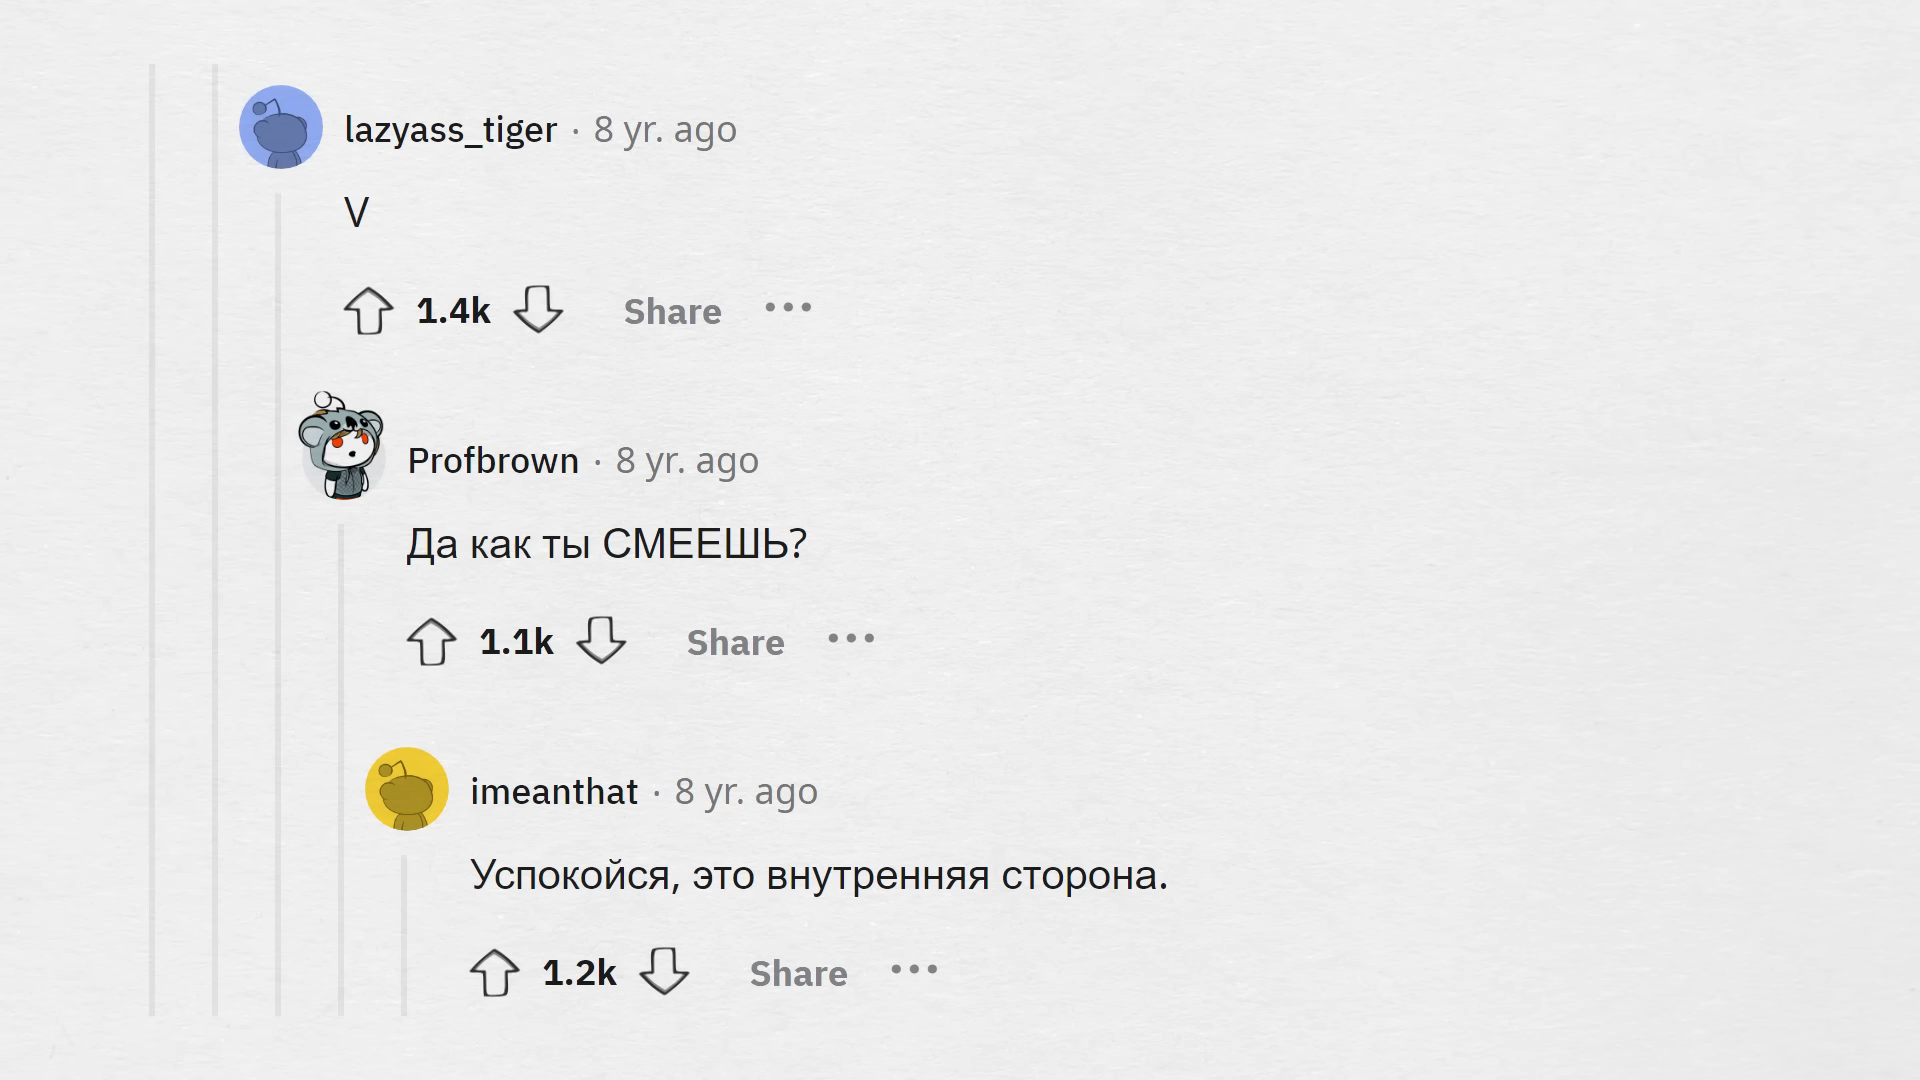 lazyass_tiger · 8 yr. ago
V
1.4k Share •••
Profbrown · 8 yr. ago
Да как ты СМЕЕШЬ?
1.1k Share •••
imeanthat · 8 yr. ago
Успокойся, это внутренняя сторона.
1.2k Share •••